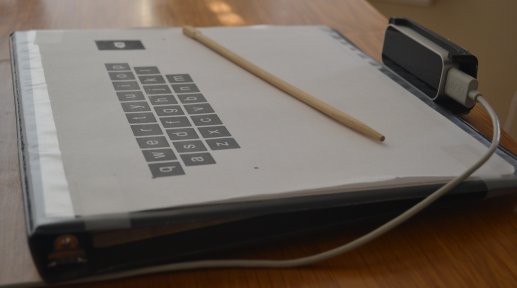 q w e r t y u i o p
a s d f g h j k l
z x c v b n m